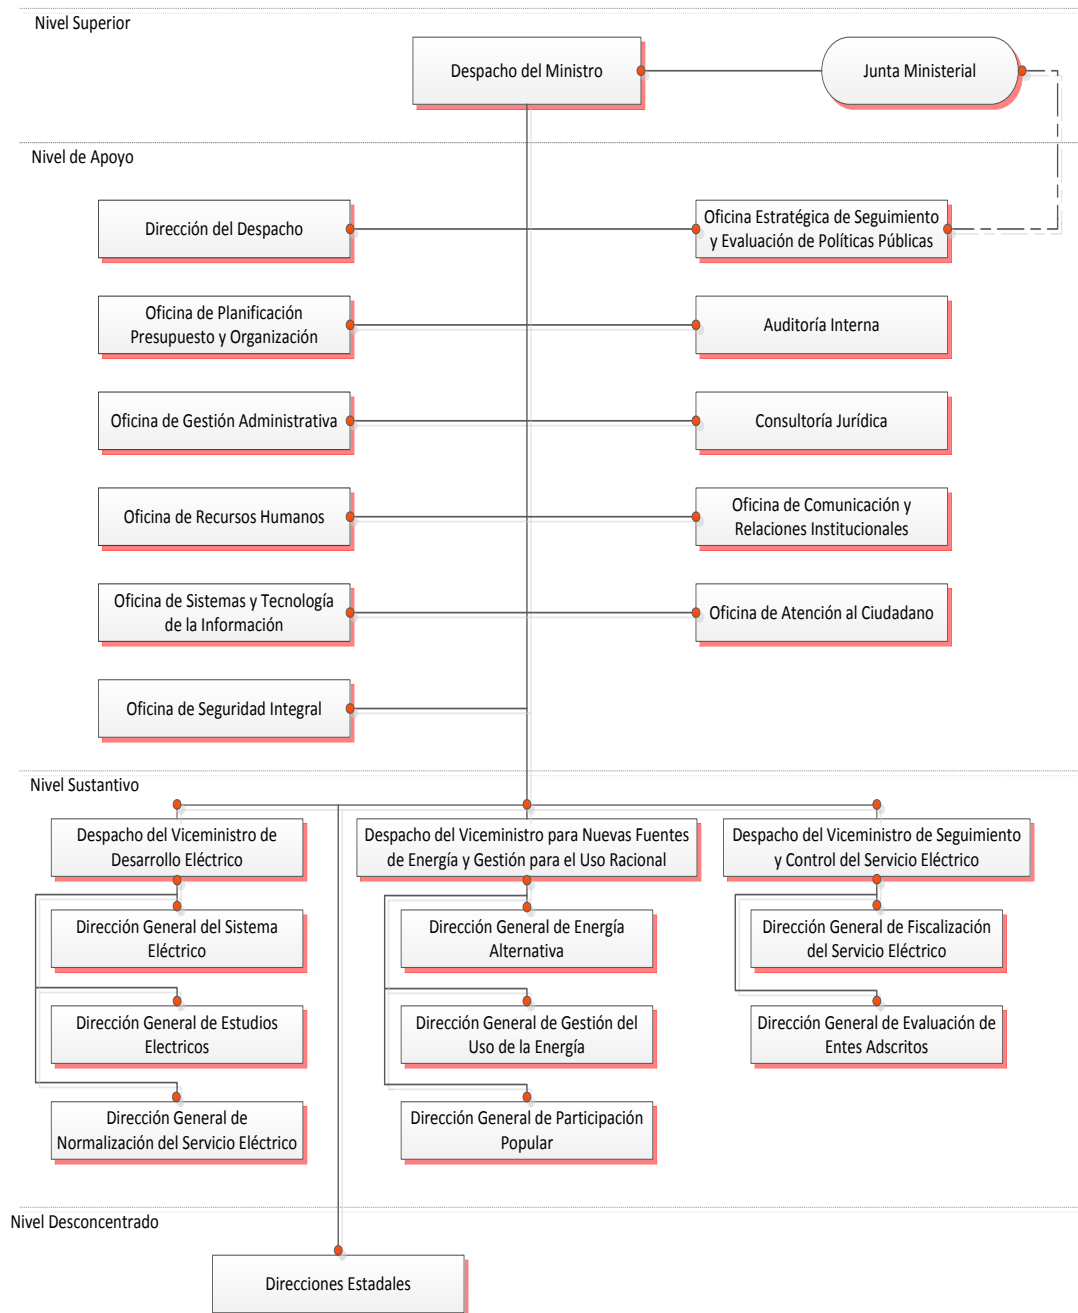 Nivel Superior
Despacho del Ministro
Junta Ministerial
Nivel de Apoyo
Dirección del Despacho
Oficina Estratégica de Seguimiento
y Evaluación de Políticas Públicas
Oficina de Planificación
Presupuesto y Organización
Auditoría Interna
Oficina de Gestión Administrativa
Consultoría Jurídica
Oficina de Recursos Humanos
Oficina de Comunicación y
Relaciones Institucionales
Oficina de Sistemas y Tecnología
de la Información
Oficina de Atención al Ciudadano
Oficina de Seguridad Integral
Nivel Sustantivo
Despacho del Viceministro de
Desarrollo Eléctrico
Despacho del Viceministro para Nuevas Fuentes
de Energía y Gestión para el Uso Racional
Despacho del Viceministro de Seguimiento
y Control del Servicio Eléctrico
Dirección General del Sistema
Eléctrico
Dirección General de Energía
Alternativa
Dirección General de Fiscalización
del Servicio Eléctrico
Dirección General de Estudios
Electricos
Dirección General de Gestión del
Uso de la Energía
Dirección General de Evaluación de
Entes Adscritos
Dirección General de
Normalización del Servicio Eléctrico
Dirección General de Participación
Popular
Nivel Desconcentrado
Direcciones Estadales